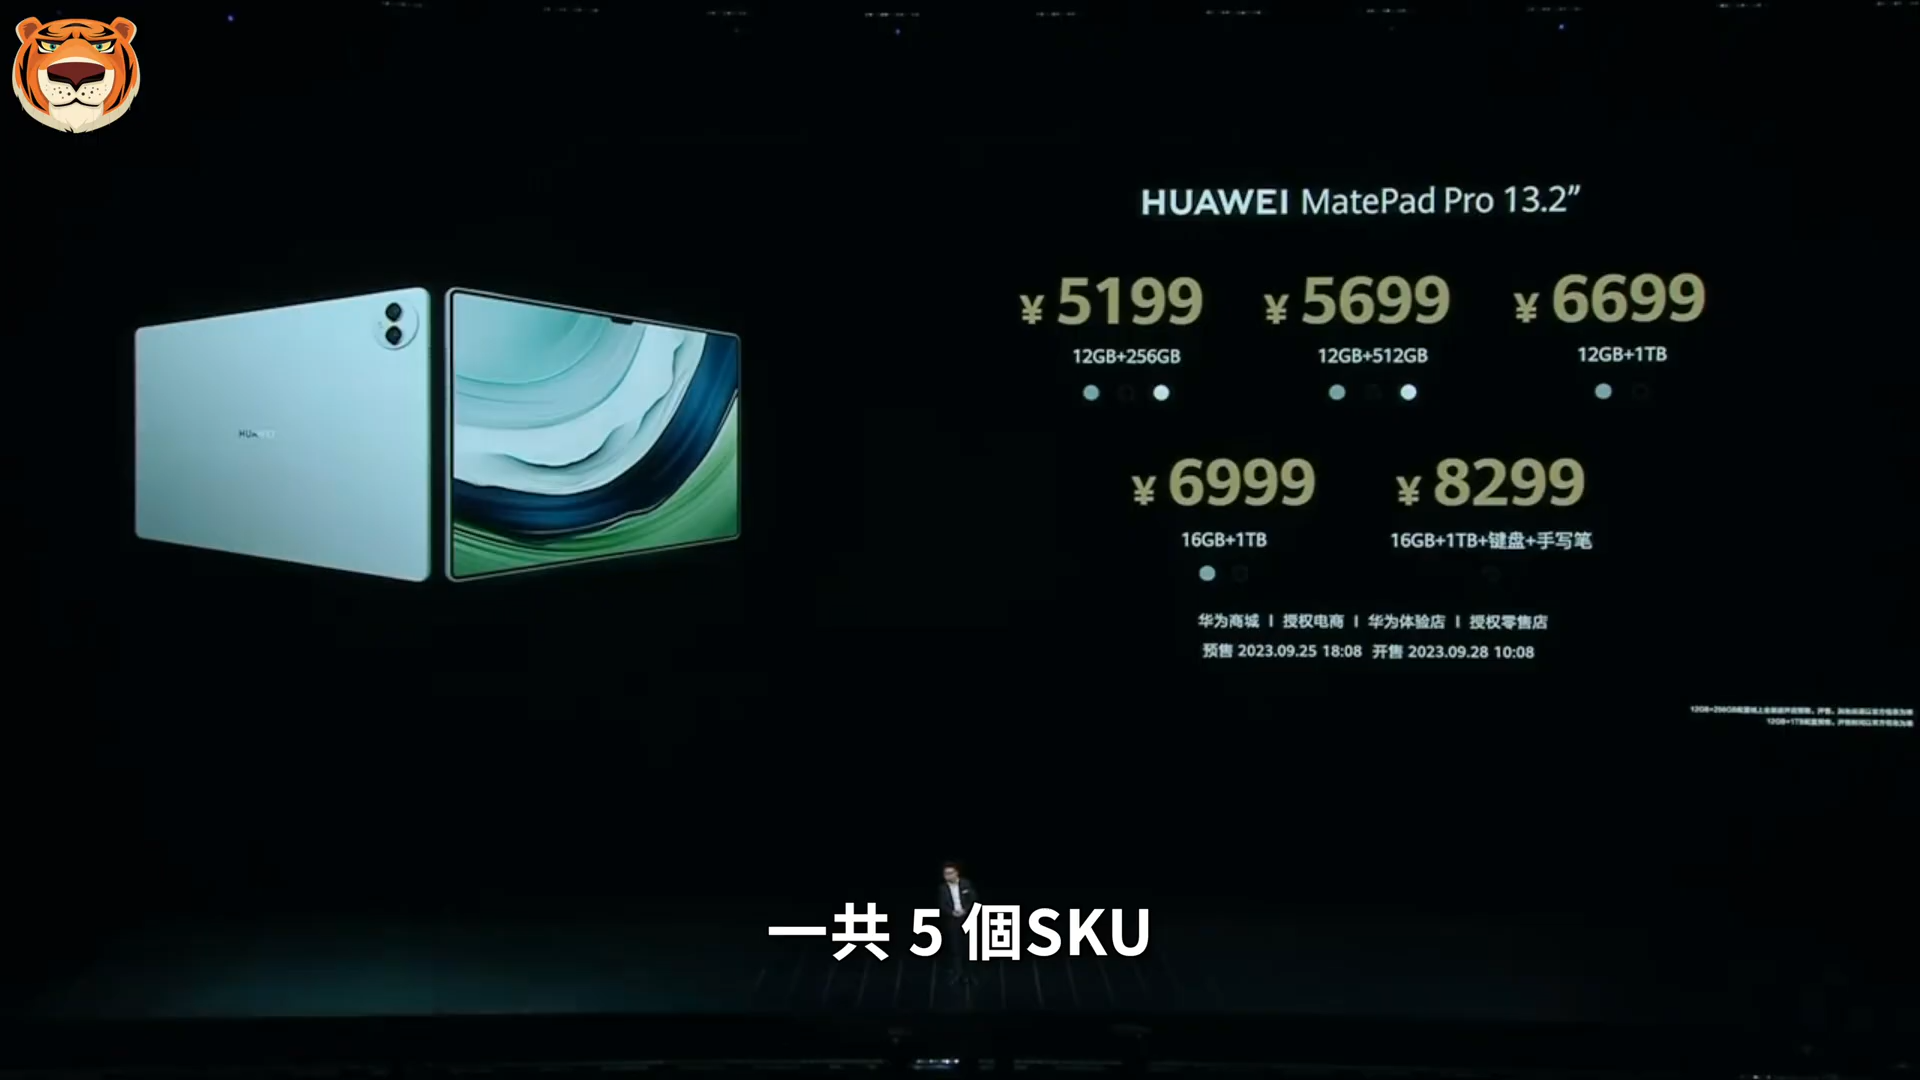 HUAWEI MatePad Pro 13.2”
¥5199 ¥5699 ¥6699
12GB+256GB 12GB+512GB 12GB+1TB
¥6999 ¥8299
16GB+1TB 16GB+1TB+键盘+手写笔
华为商城 | 授权电商 | 华为体验店 | 授权零售店
预售 2023.09.25 18:08 开售 2023.09.28 10:08
HUAWEI
一共 5 個SKU